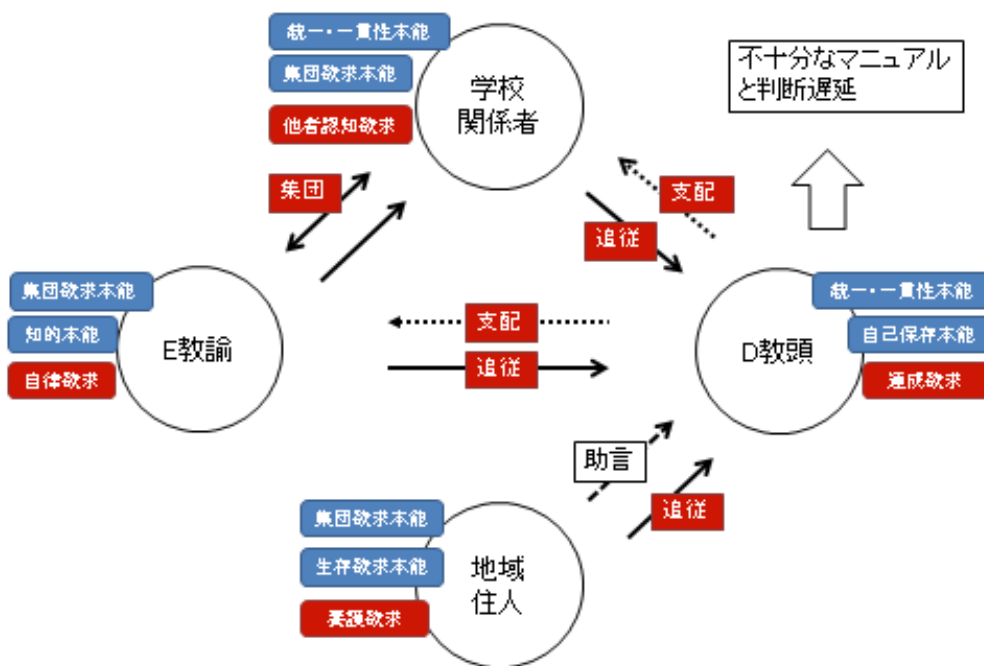 統一・一貫性本能
集団欲求本能
他者認知欲求
学校
関係者
不十分なマニュアル
と判断遅延
集団
支配
追従
集団欲求本能
知的本能
自律欲求
E教諭
支配
追従
統一・一貫性本能
自己保存本能
達成欲求
D教頭
助言
追従
集団欲求本能
生存欲求本能
養護欲求
地域
住人